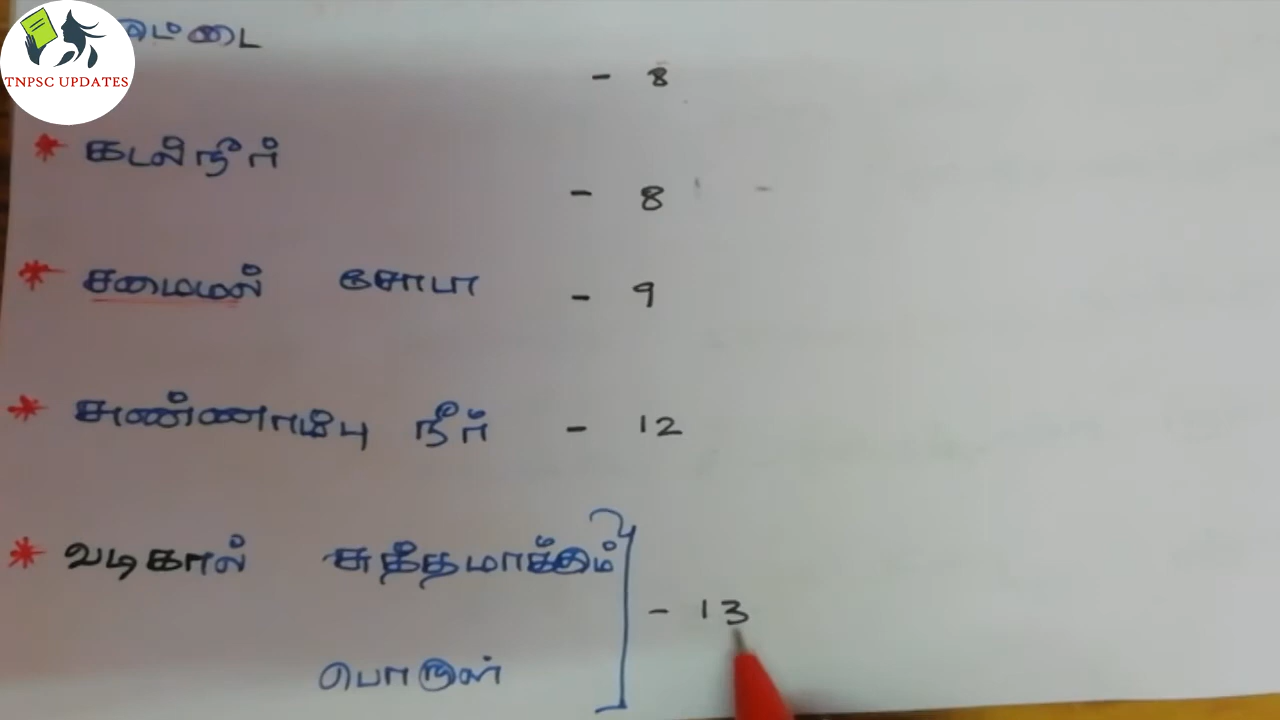 TNPSC UPDATES
முட்டை
- 8
* கடல்நீர்
- 8
* சமையல் சோடா - 9
* சுண்ணாம்பு நீர் - 12
* வடிகால் சுத்தமாக்கும்
- 13
பொருள்